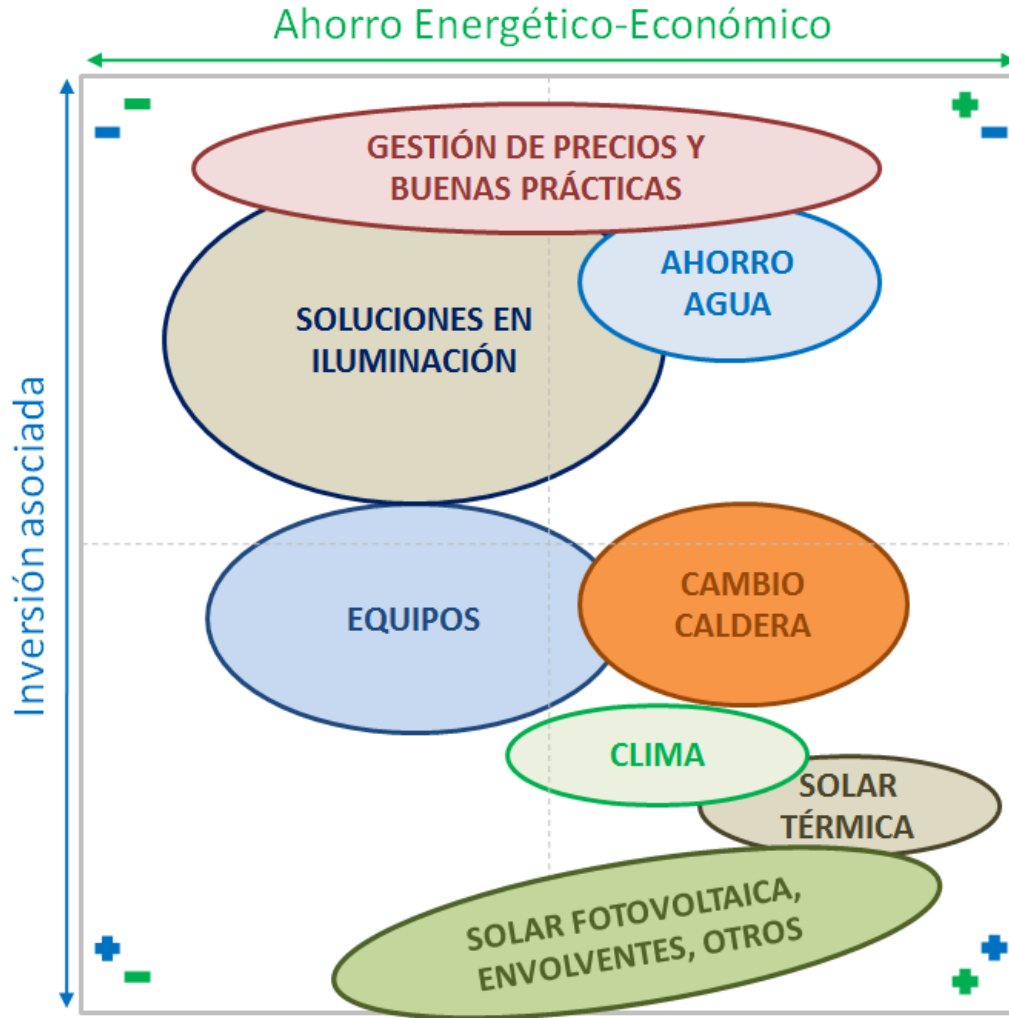 Ahorro Energético-Económico
Inversión asociada
GESTIÓN DE PRECIOS Y
BUENAS PRÁCTICAS
AHORRO
AGUA
SOLUCIONES EN
ILUMINACIÓN
EQUIPOS
CAMBIO
CALDERA
CLIMA
SOLAR
TÉRMICA
SOLAR FOTOVOLTAICA,
ENVOLVENTES, OTROS